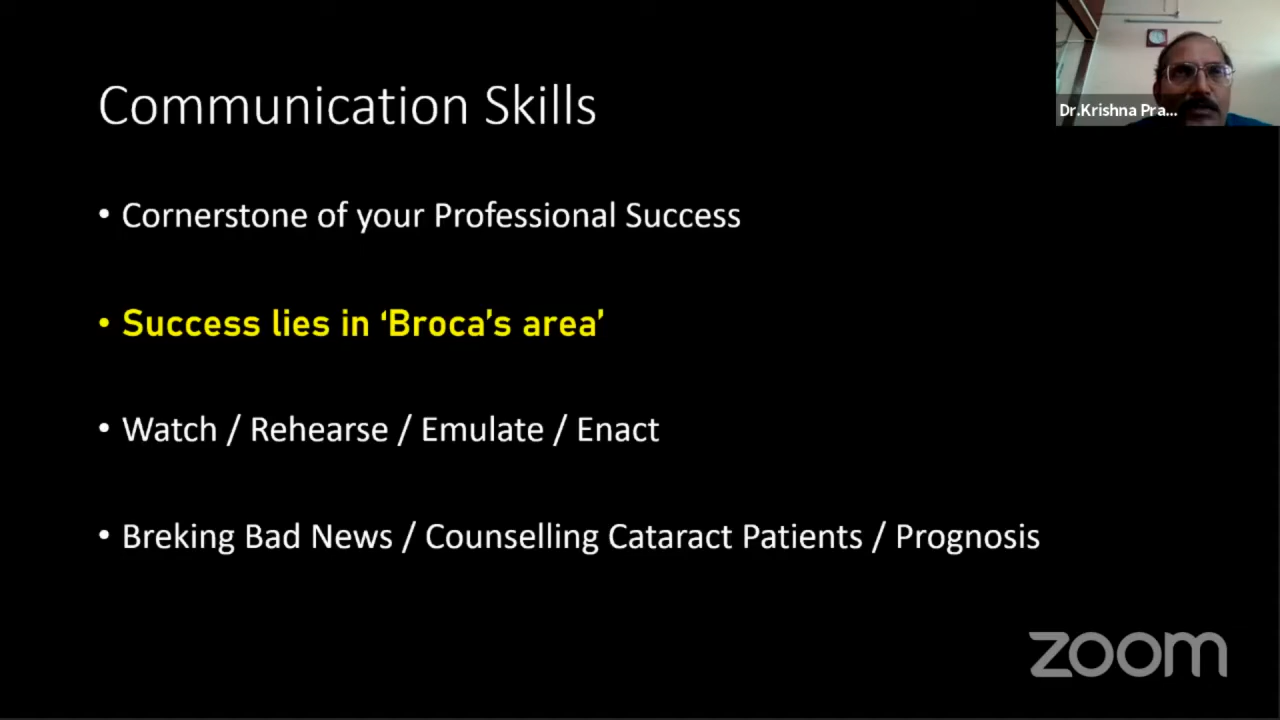 Communication Skills
Dr.Krishna Pra...
• Cornerstone of your Professional Success
• Success lies in ‘Broca’s area’
• Watch / Rehearse / Emulate / Enact
• Breking Bad News / Counselling Cataract Patients / Prognosis
zoom